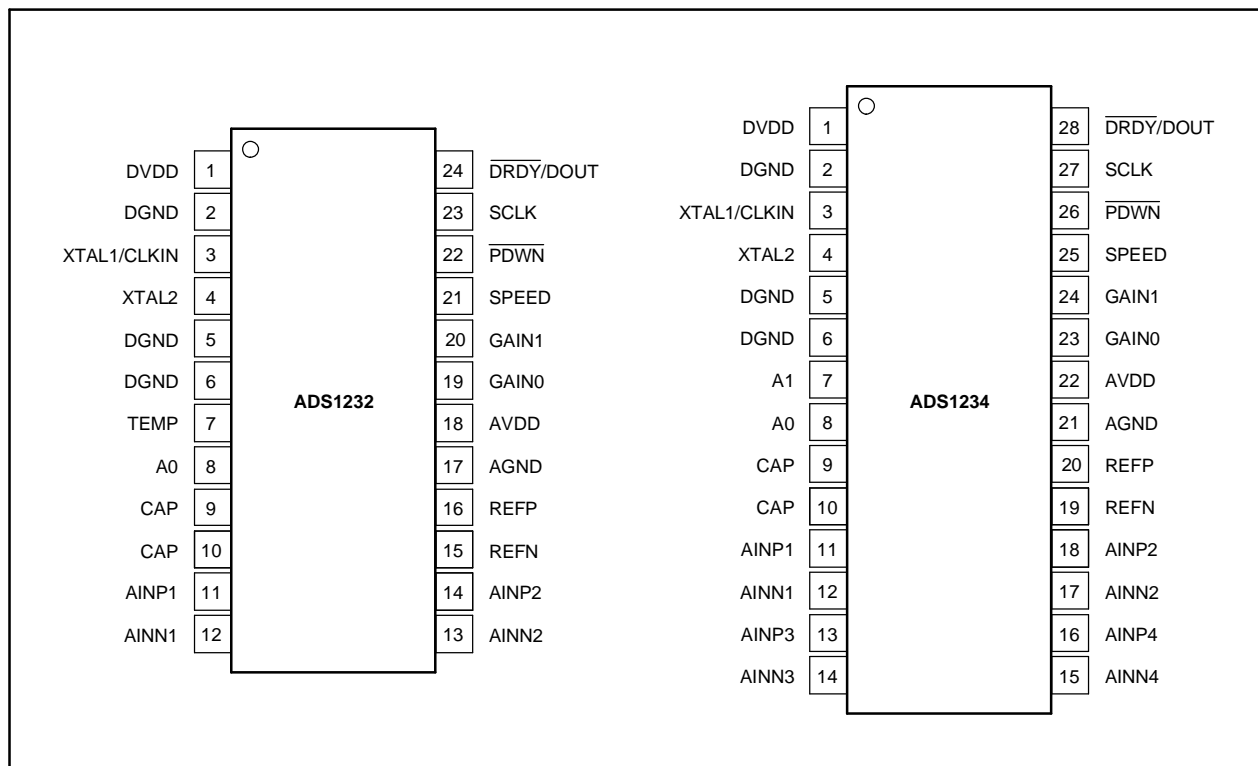 ADS1232
DVDD 1
DGND 2
XTAL1/CLKIN 3
XTAL2 4
DGND 5
DGND 6
TEMP 7
A0 8
CAP 9
CAP 10
AINP1 11
AINN1 12
24 DRDY/DOUT
23 SCLK
22 PDWN
21 SPEED
20 GAIN1
19 GAIN0
18 AVDD
17 AGND
16 REFP
15 REFN
14 AINP2
13 AINN2
ADS1234
DVDD 1
DGND 2
XTAL1/CLKIN 3
XTAL2 4
DGND 5
DGND 6
A1 7
A0 8
CAP 9
CAP 10
AINP1 11
AINN1 12
AINP3 13
AINN3 14
28 DRDY/DOUT
27 SCLK
26 PDWN
25 SPEED
24 GAIN1
23 GAIN0
22 AVDD
21 AGND
20 REFP
19 REFN
18 AINP2
17 AINN2
16 AINP4
15 AINN4